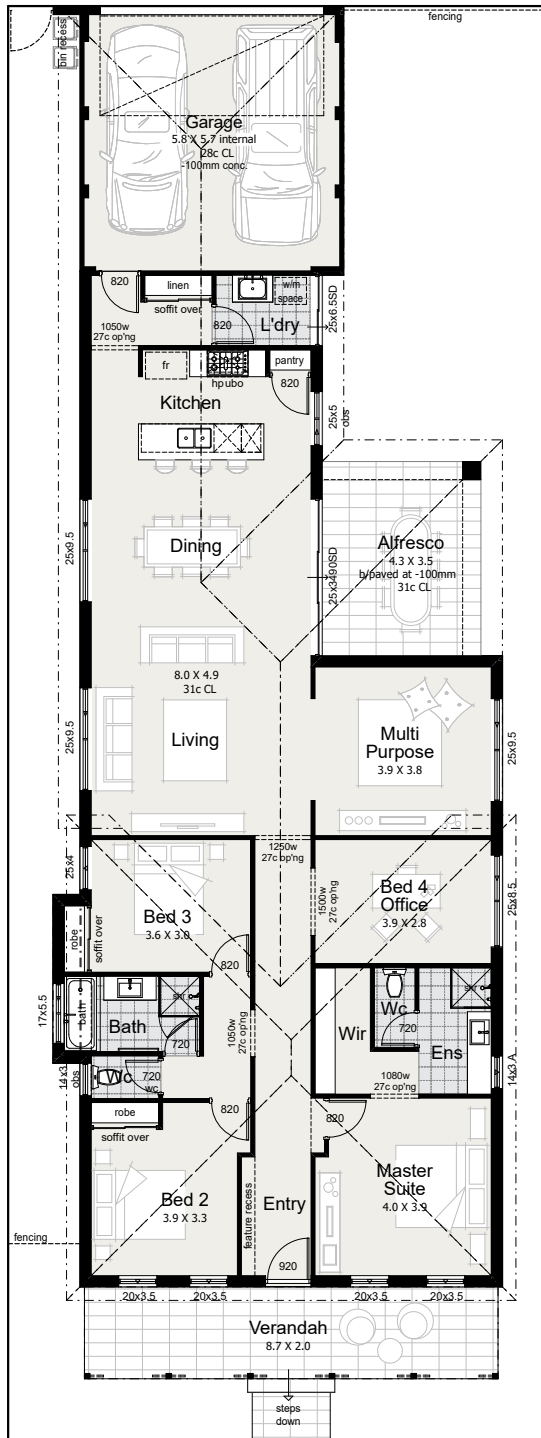 fencing
bin recess
Garage
5.8 X 5.7 internal
28c CL
-100mm conc.
820
linen
soffit over
w/m
space
L'dry
820
25x6.5SD
1050w
27c op'ng
fr
hp ubo
pantry
820
Kitchen
25x5
obs
Dining
25x9.5
25x3490SD
Alfresco
4.3 X 3.5
b/paved at -100mm
31c CL
8.0 X 4.9
31c CL
Living
25x9.5
Multi
Purpose
3.9 X 3.8
25x9.5
1250w
27c op'ng
25x4
Bed 3
3.6 X 3.0
robe
soffit over
820
1500w
27c op'ng
Bed 4
Office
3.9 X 2.8
25x8.5
17x5.5
bath
Bath
shr
720
1050w
27c op'ng
Wir
Wc
720
shr
Ens
14x3
obs
Wc
720
wc
1080w
27c op'ng
14x3 A
robe
soffit over
820
820
Bed 2
3.9 X 3.3
feature recess
Entry
Master
Suite
4.0 X 3.9
fencing
920
20x3.5
20x3.5
20x3.5
20x3.5
Verandah
8.7 X 2.0
steps
down